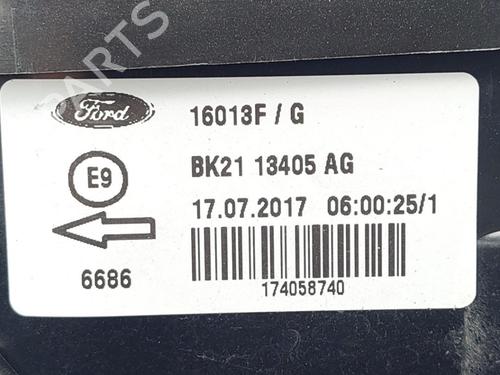 PARTS
Ford
16013F / G
E9
BK21 13405 AG
17.07.2017 06:00:25/1
6686
174058740